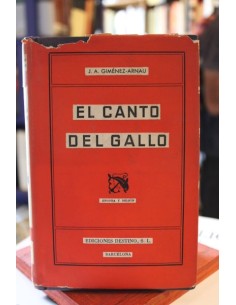 J. A. GIMÉNEZ-ARNAU
EL CANTO
DEL GALLO
EDICIONES DESTINO, S. L.
BARCELONA